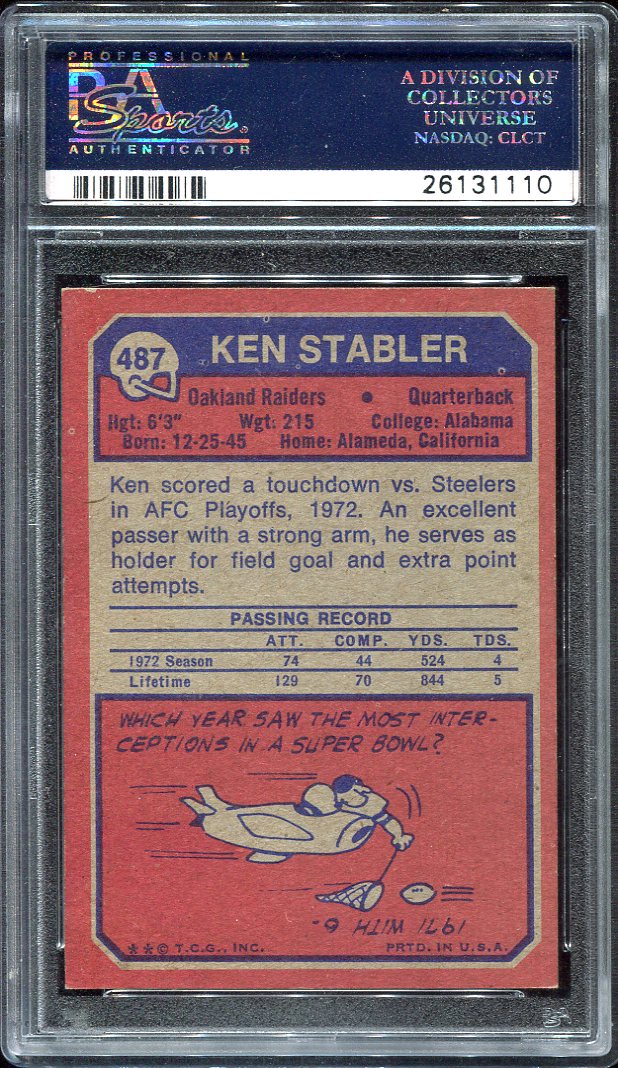 PROFESSIONAL
PSA
Sports
AUTHENTICATOR
A DIVISION OF
COLLECTORS
UNIVERSE
NASDAQ: CLCT
26131110
487
KEN STABLER
Oakland Raiders • Quarterback
Hgt: 6'3" Wgt: 215 College: Alabama
Born: 12-25-45 Home: Alameda, California
Ken scored a touchdown vs. Steelers
in AFC Playoffs, 1972. An excellent
passer with a strong arm, he serves as
holder for field goal and extra point
attempts.
PASSING RECORD
ATT. COMP. YDS. TDS.
1972 Season 74 44 524 4
Lifetime 129 70 844 5
WHICH YEAR SAW THE MOST INTER-
CEPTIONS IN A SUPER BOWL?
1971 WITH 6.
** © T.C.G., INC. PRTD. IN U.S.A.